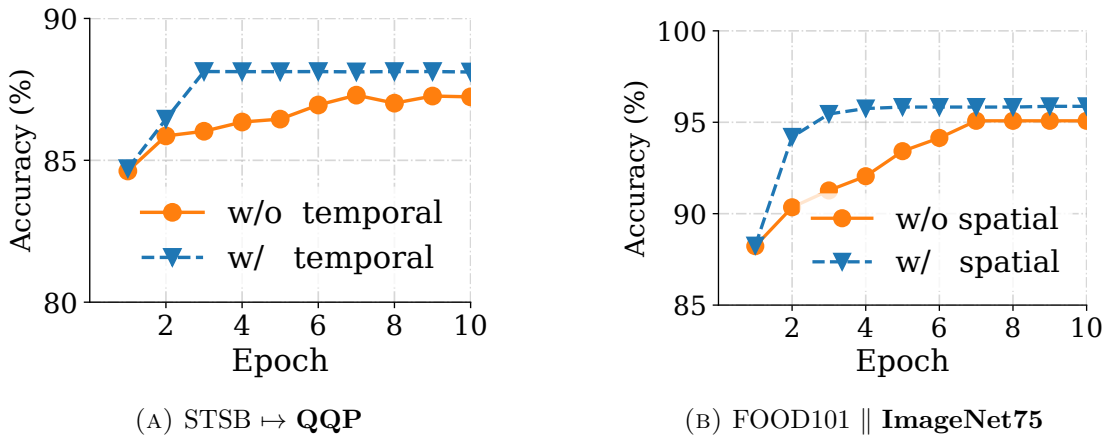 90
85
80
Accuracy (%)
w/o temporal
w/ temporal
2 4 6 8 10
Epoch
(A) STSB ↦ QQP
100
95
90
85
Accuracy (%)
w/o spatial
w/ spatial
2 4 6 8 10
Epoch
(B) FOOD101 ∥ ImageNet75